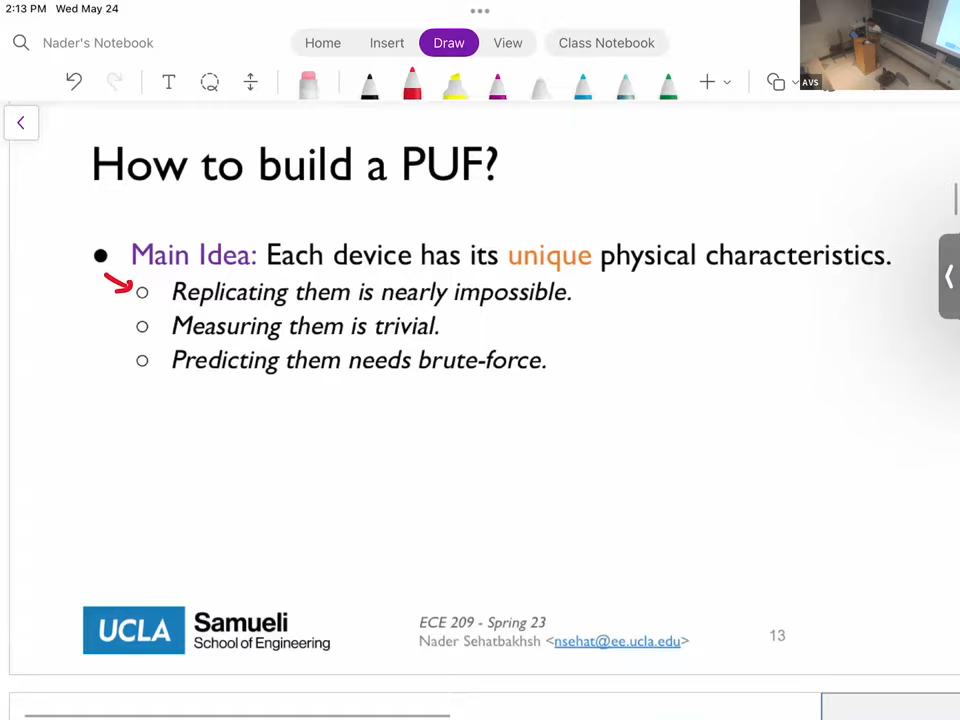 2:13 PM Wed May 24
Nader's Notebook
Home Insert Draw View Class Notebook
T
AVS
How to build a PUF?
● Main Idea: Each device has its unique physical characteristics.
○ Replicating them is nearly impossible.
○ Measuring them is trivial.
○ Predicting them needs brute-force.
UCLA Samueli
School of Engineering
ECE 209 - Spring 23
Nader Sehatbakhsh <nsehat@ee.ucla.edu>
13